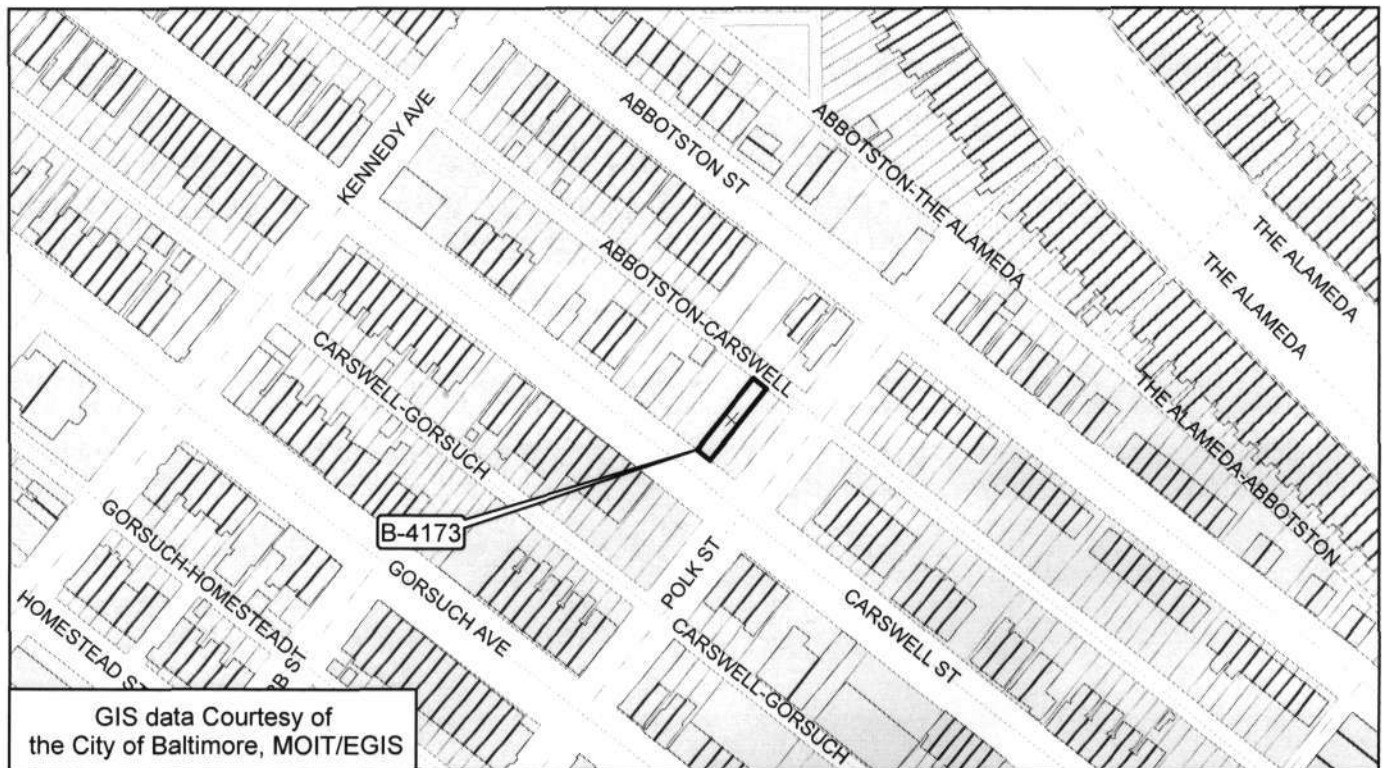 KENNEDY AVE
ABBOTSTON ST
ABBOTSTON-THE ALAMEDA
THE ALAMEDA
THE ALAMEDA
ABBOTSTON-CARSWELL
CARSWELL-GORSUCH
THE ALAMEDA-ABBOTSTON
B-4173
GORSUCH-HOMESTEAD
GORSUCH AVE
POLK ST
CARSWELL ST
HOMESTEAD ST
CARSWELL-GORSUCH
GIS data Courtesy of
the City of Baltimore, MOIT/EGIS